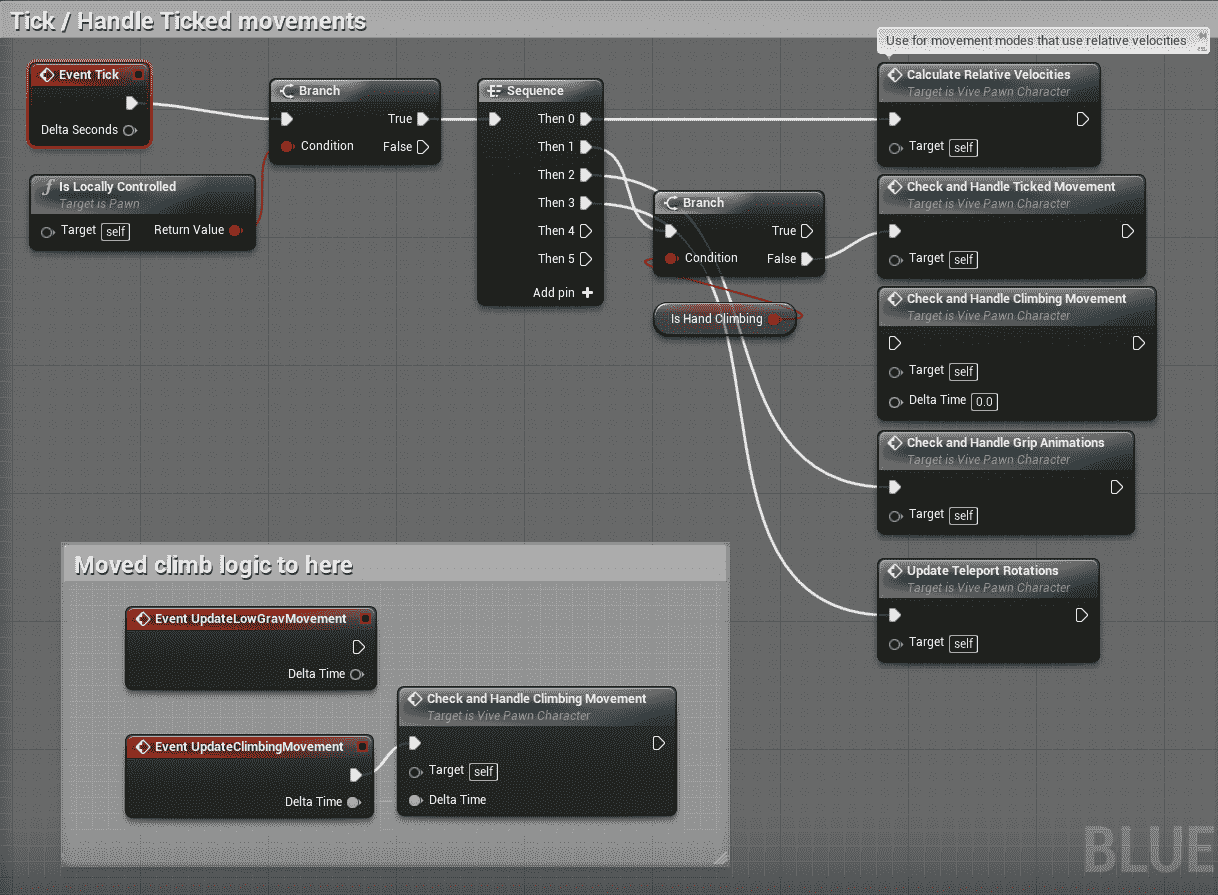 Tick / Handle Ticked movements
Use for movement modes that use relative velocities
Event Tick
Delta Seconds
Is Locally Controlled
Target is Pawn
Target self Return Value
Branch
True
Condition False
Sequence
Then 0
Then 1
Then 2
Then 3
Then 4
Then 5
Add pin
Branch
True
Condition False
Is Hand Climbing
Calculate Relative Velocities
Target is Vive Pawn Character
Target self
Check and Handle Ticked Movement
Target is Vive Pawn Character
Target self
Check and Handle Climbing Movement
Target is Vive Pawn Character
Target self
Delta Time 0.0
Check and Handle Grip Animations
Target is Vive Pawn Character
Target self
Update Teleport Rotations
Target is Vive Pawn Character
Target self
Moved climb logic to here
Event UpdateLowGravMovement
Delta Time
Event UpdateClimbingMovement
Delta Time
Check and Handle Climbing Movement
Target is Vive Pawn Character
Target self
Delta Time
BLUE